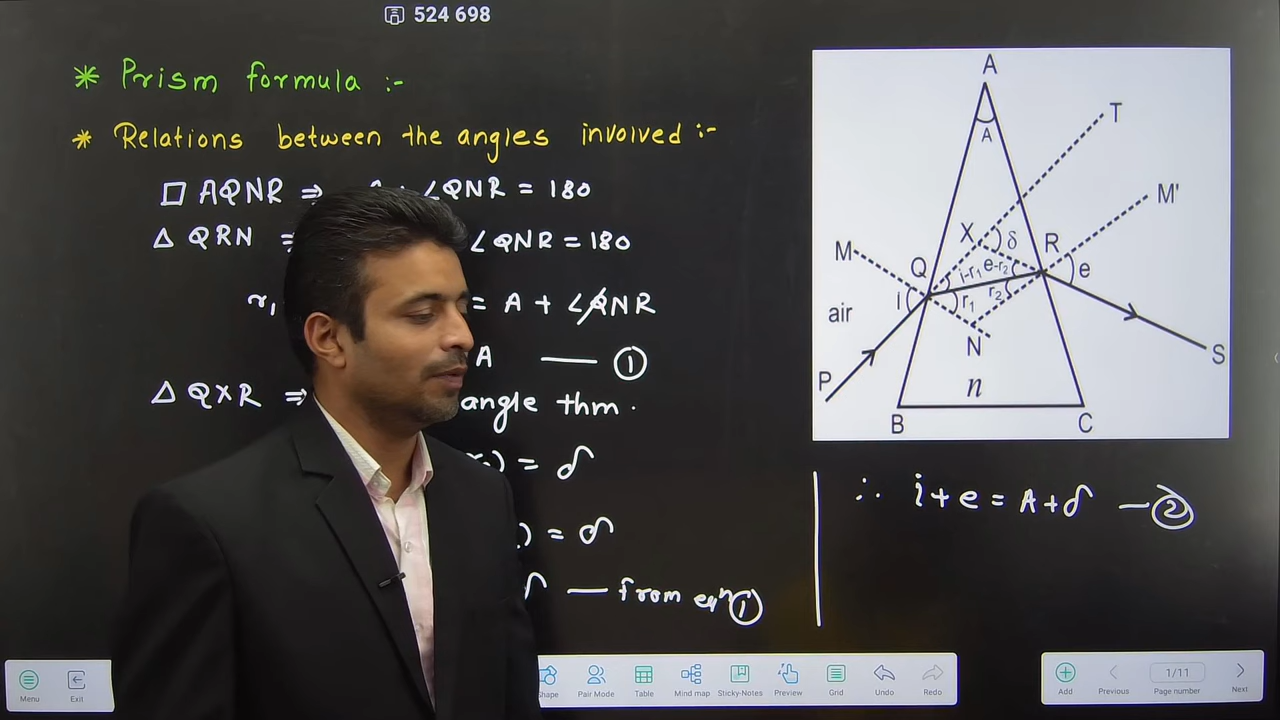 524 698
* Prism formula :-
* Relations between the angles involved :-
□ AQNR ⇒ ∠QNR = 180
Δ QRN ∠QNR = 180
r₁ = A + ∠QNR
A — ①
Δ QXR ⇒ angle thm.
) = δ
) = δ
δ — from eqⁿ ①
A
A
T
M'
X δ R
M Q i-r₁ e-r₂ e
air i r₁ r₂
N
P S
n
B C
∴ i+e = A+δ — ②
Menu Exit Shape Pair Mode Table Mind map Sticky-Notes Preview Grid Undo Redo Add Previous 1/11 Page number Next